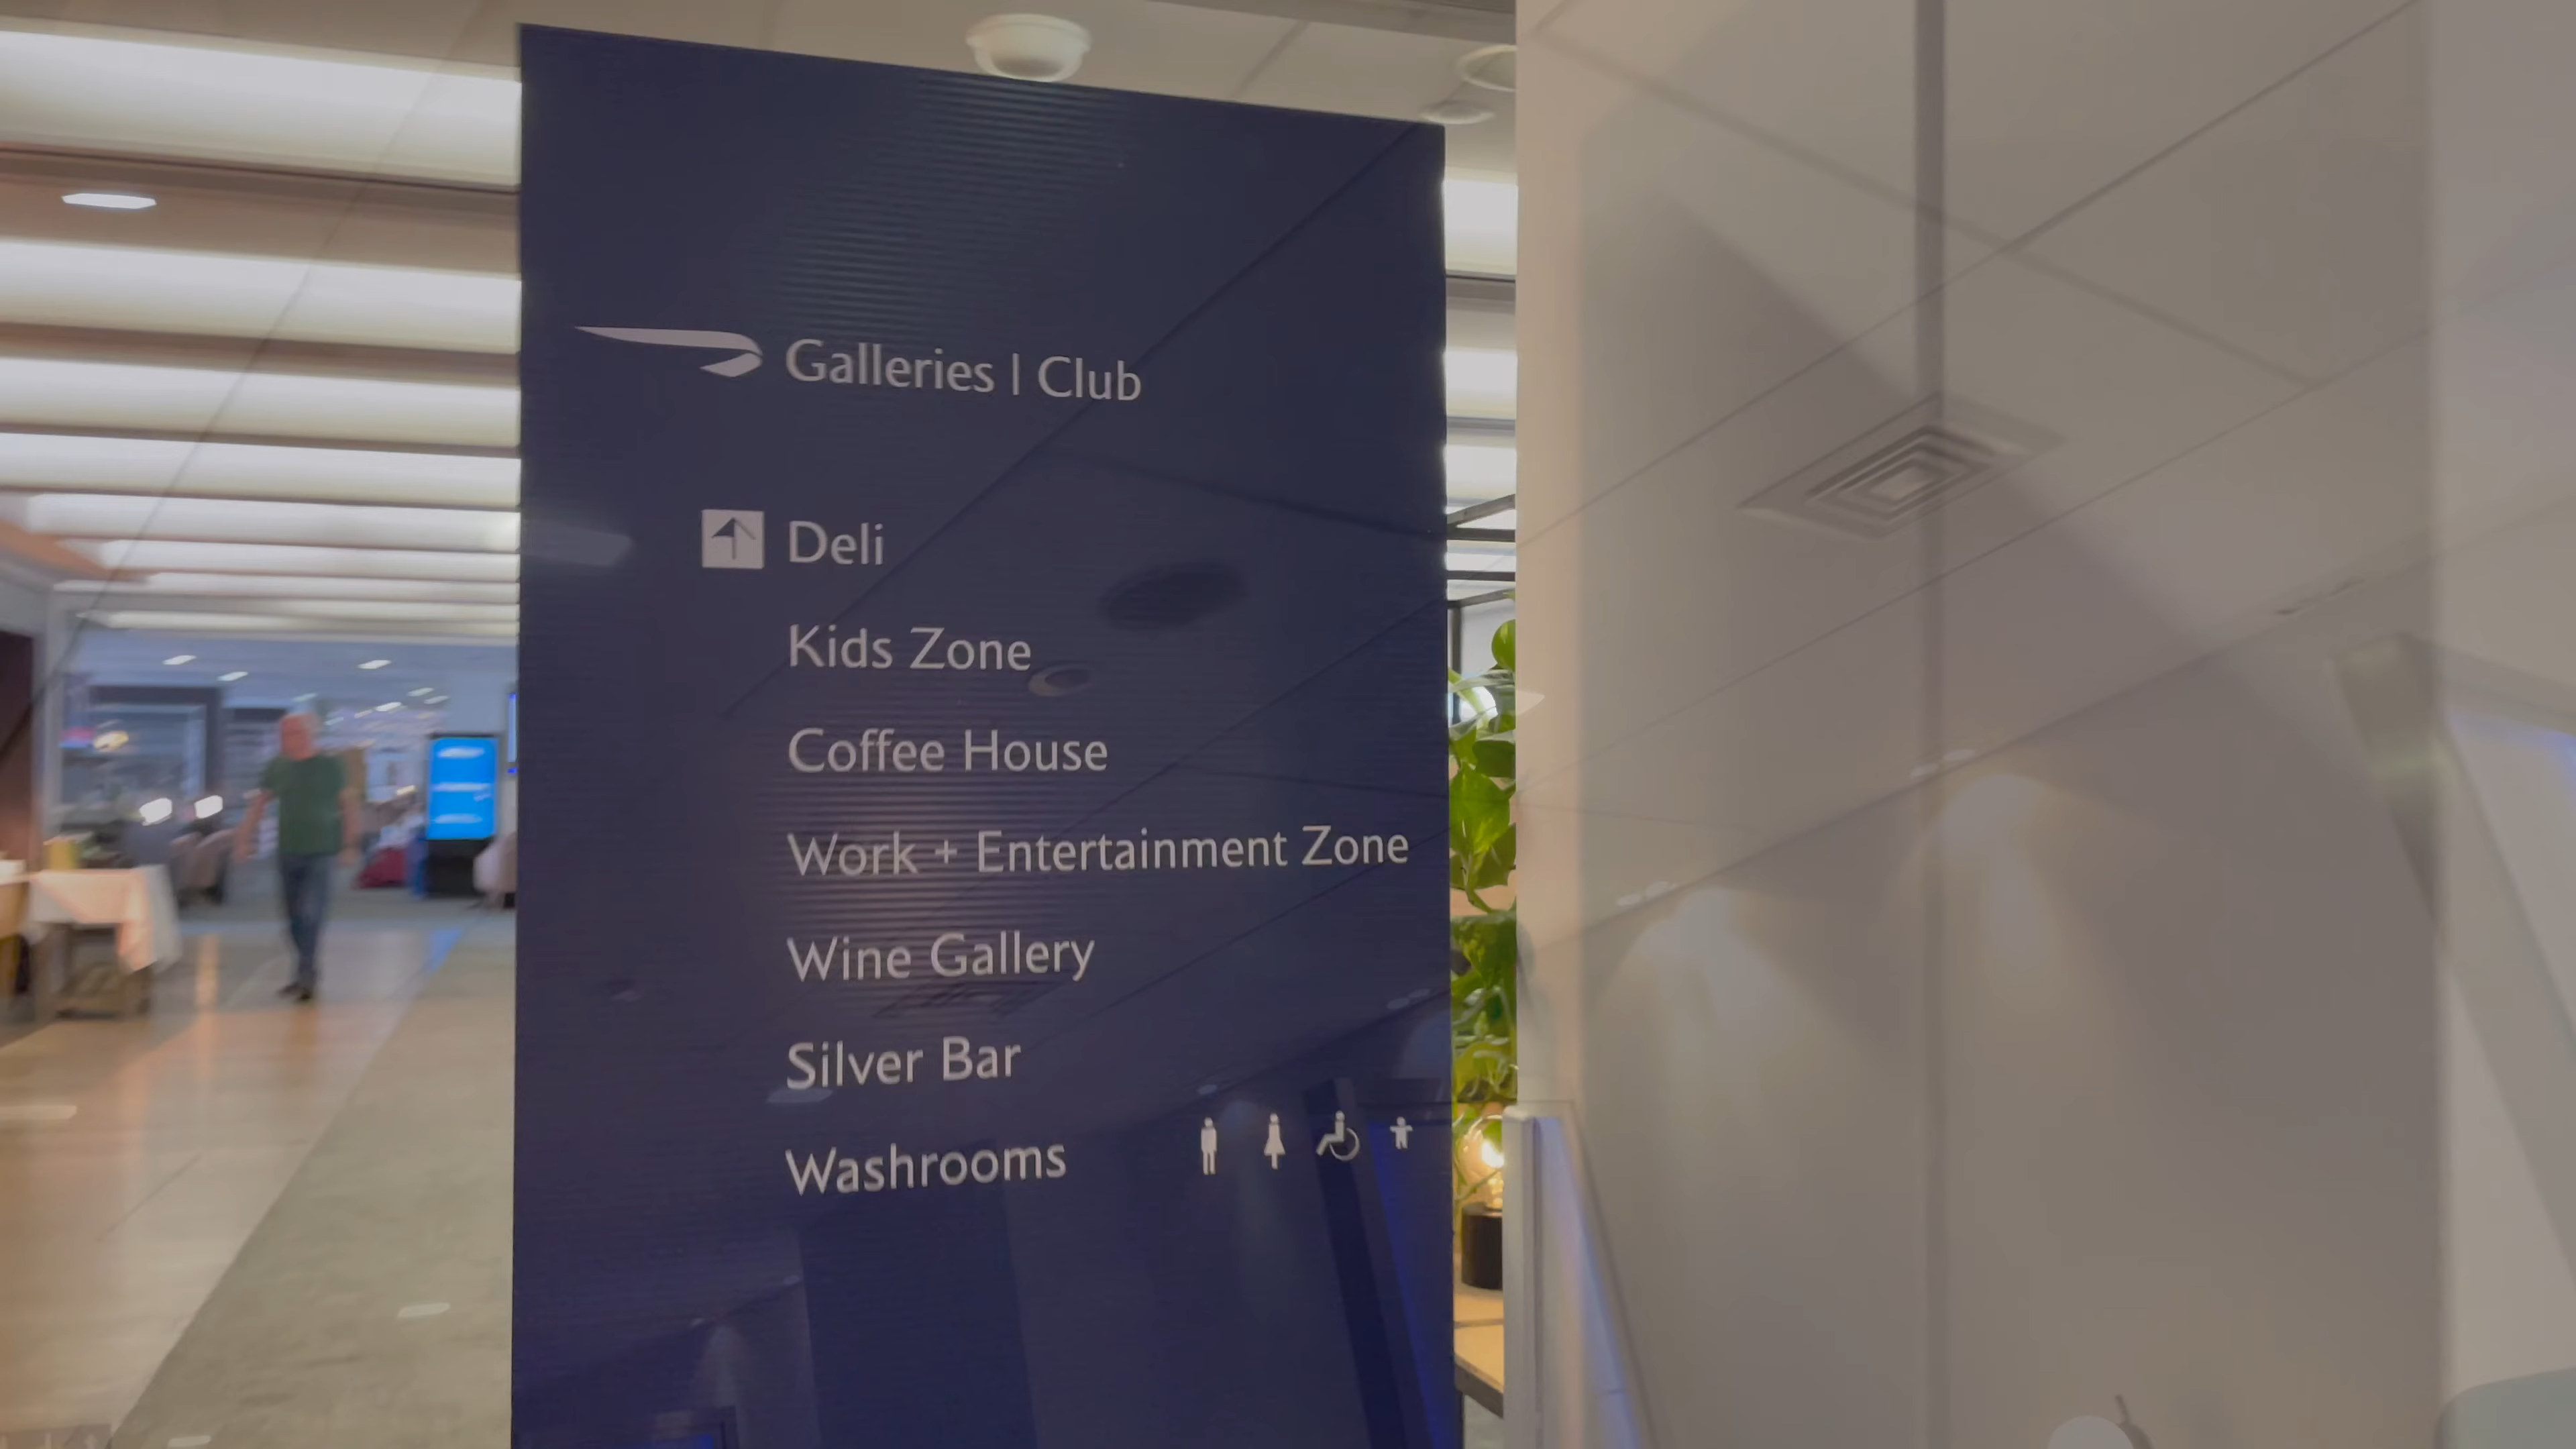 Galleries | Club
Deli
Kids Zone
Coffee House
Work + Entertainment Zone
Wine Gallery
Silver Bar
Washrooms